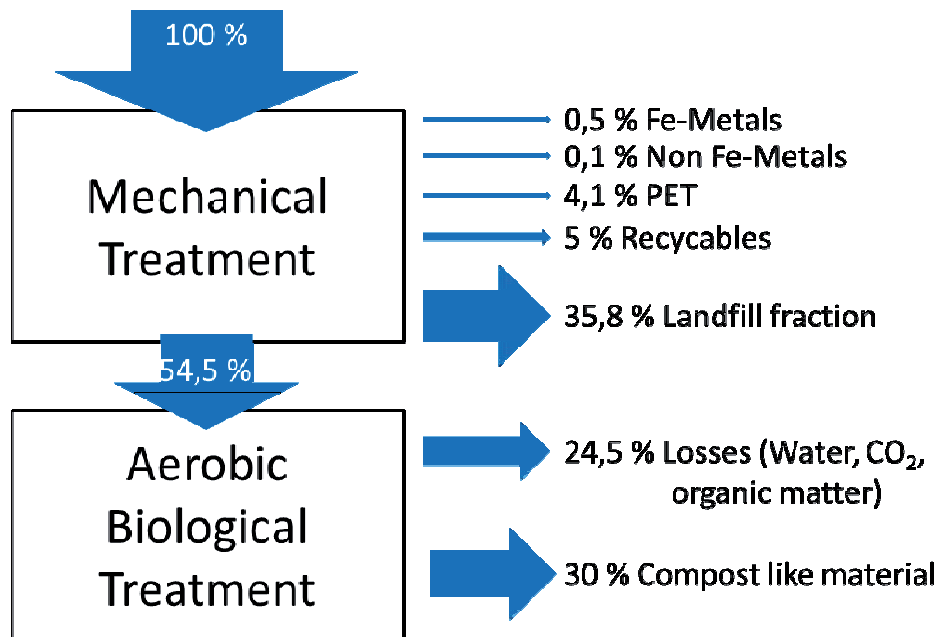 100 %
Mechanical
Treatment
0,5 % Fe-Metals
0,1 % Non Fe-Metals
4,1 % PET
5 % Recycables
35,8 % Landfill fraction
54,5 %
Aerobic
Biological
Treatment
24,5 % Losses (Water, CO₂,
organic matter)
30 % Compost like material